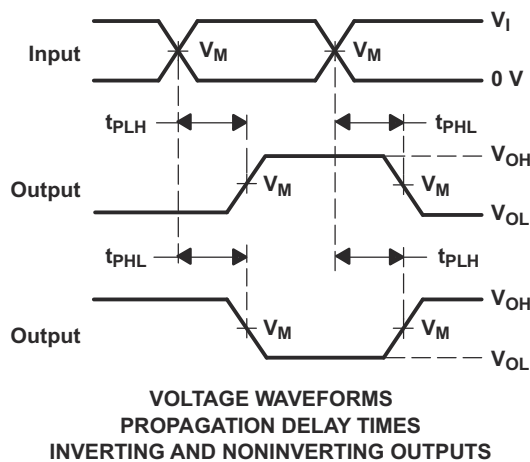 Input
V_M
V_M
V_I
0 V
t_PLH
t_PHL
Output
V_M
V_M
V_OH
V_OL
t_PHL
t_PLH
Output
V_M
V_M
V_OH
V_OL
VOLTAGE WAVEFORMS
PROPAGATION DELAY TIMES
INVERTING AND NONINVERTING OUTPUTS